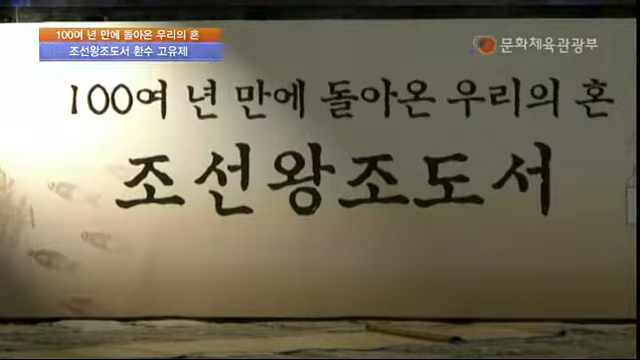 100여 년 만에 돌아온 우리의 혼
조선왕조도서 환수 고유제
문화체육관광부
100여 년 만에 돌아온 우리의 혼
조선왕조도서